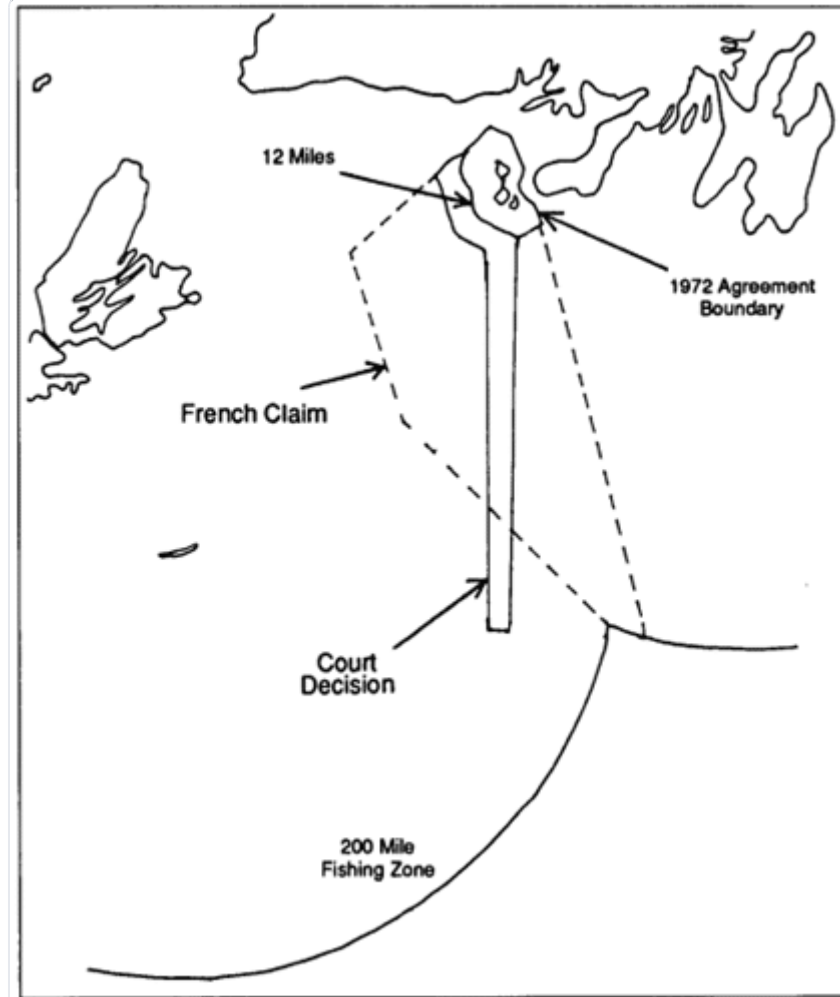 12 Miles
1972 Agreement
Boundary
French Claim
Court
Decision
200 Mile
Fishing Zone